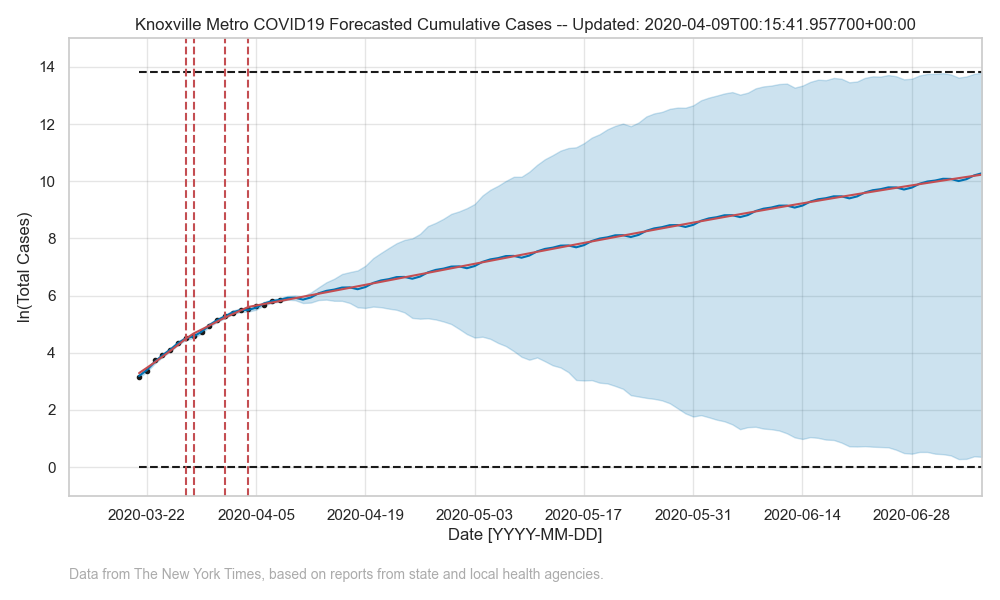 Knoxville Metro COVID19 Forecasted Cumulative Cases -- Updated: 2020-04-09T00:15:41.957700+00:00
ln(Total Cases)
14
12
10
8
6
4
2
0
2020-03-22 2020-04-05 2020-04-19 2020-05-03 2020-05-17 2020-05-31 2020-06-14 2020-06-28
Date [YYYY-MM-DD]
Data from The New York Times, based on reports from state and local health agencies.